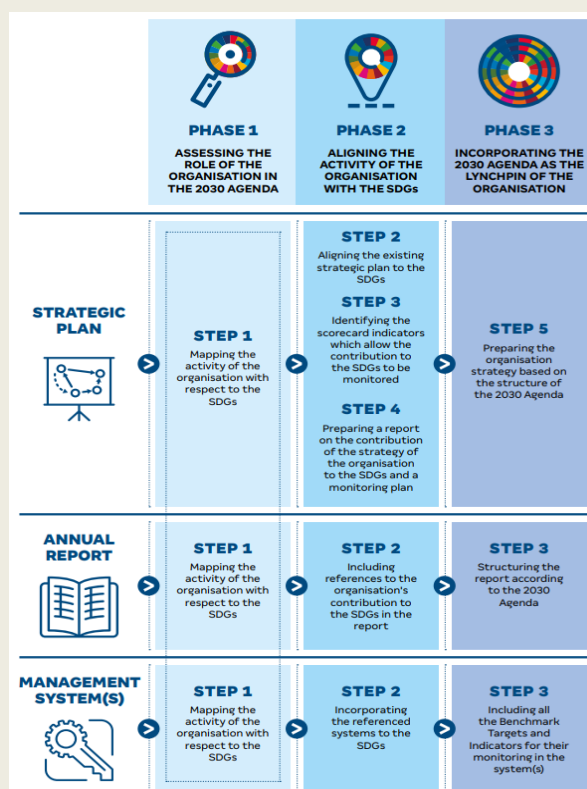 PHASE 1
ASSESSING THE
ROLE OF THE
ORGANISATION IN
THE 2030 AGENDA
PHASE 2
ALIGNING THE
ACTIVITY OF THE
ORGANISATION
WITH THE SDGs
PHASE 3
INCORPORATING THE
2030 AGENDA AS THE
LYNCHPIN OF THE
ORGANISATION
STRATEGIC
PLAN
STEP 1
Mapping the
activity of the
organisation with
respect to the
SDGs
STEP 2
Aligning the existing
strategic plan to the
SDGs
STEP 3
Identifying the
scorecard indicators
which allow the
contribution to
the SDGs to be
monitored
STEP 4
Preparing a report
on the contribution
of the strategy of
the organisation
to the SDGs and a
monitoring plan
STEP 5
Preparing the
organisation
strategy based on
the structure of
the 2030 Agenda
ANNUAL
REPORT
STEP 1
Mapping the
activity of the
organisation with
respect to the
SDGs
STEP 2
Including
references to the
organisation's
contribution to
the SDGs in the
report
STEP 3
Structuring the
report according
to the 2030
Agenda
MANAGEMENT
SYSTEM(S)
STEP 1
Mapping the
activity of the
organisation with
respect to the
SDGs
STEP 2
Incorporating
the referenced
systems to the
SDGs
STEP 3
Including all
the Benchmark
Targets and
Indicators for their
monitoring in the
system(s)